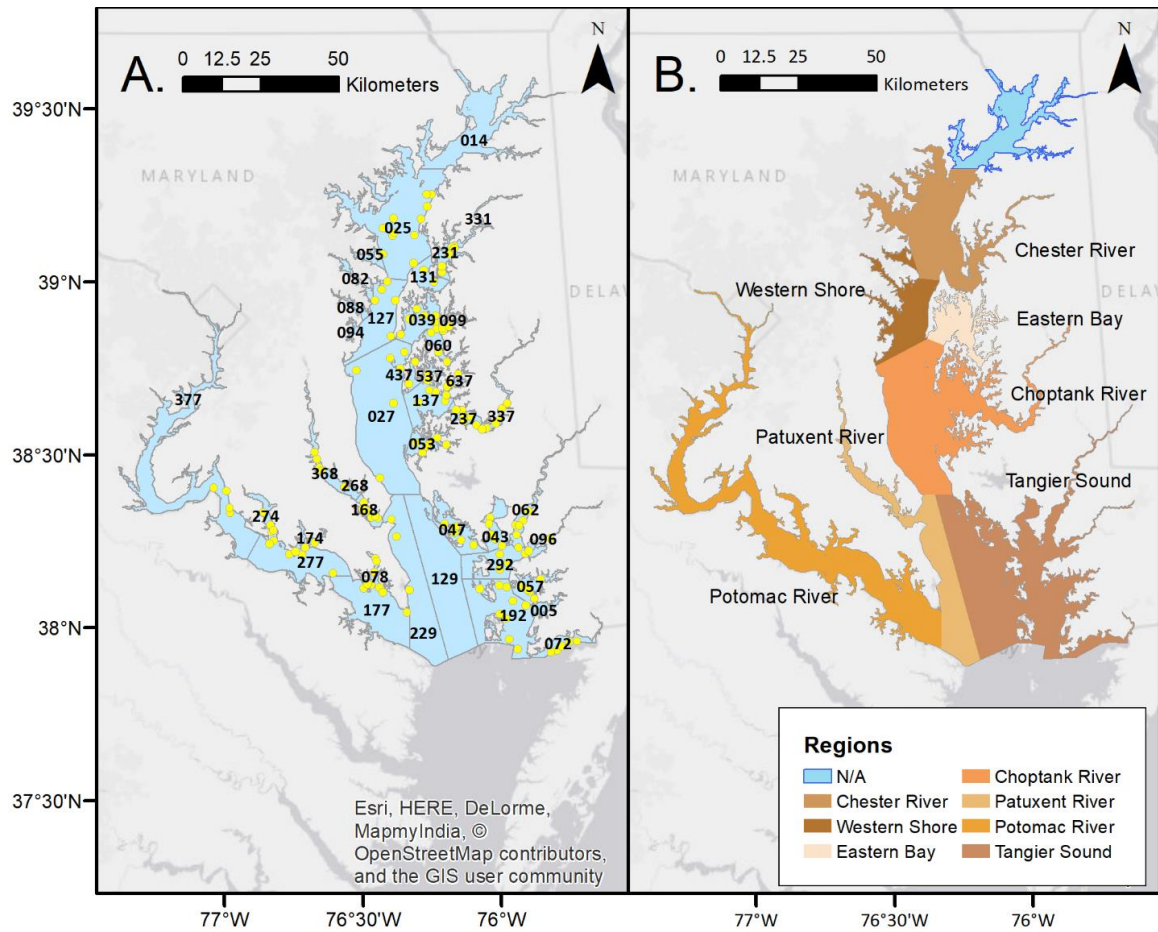 A.
0 12.5 25 50
Kilometers
N
39°30'N
39°N
38°30'N
38°N
37°30'N
MARYLAND
014
331
025
055
231
082
131
088
127
039
099
094
060
437
537
637
377
137
027
237
337
053
368
268
168
062
274
047
043
096
174
277
129
292
078
057
177
005
192
229
072
Esri, HERE, DeLorme,
MapmyIndia, ©
OpenStreetMap contributors,
and the GIS user community
77°W
76°30'W
76°W
B.
0 12.5 25 50
Kilometers
N
MARYLAND
DELAW
Chester River
Western Shore
Eastern Bay
Choptank River
Patuxent River
Tangier Sound
Potomac River
Regions
N/A
Chester River
Western Shore
Eastern Bay
Choptank River
Patuxent River
Potomac River
Tangier Sound
77°W
76°30'W
76°W